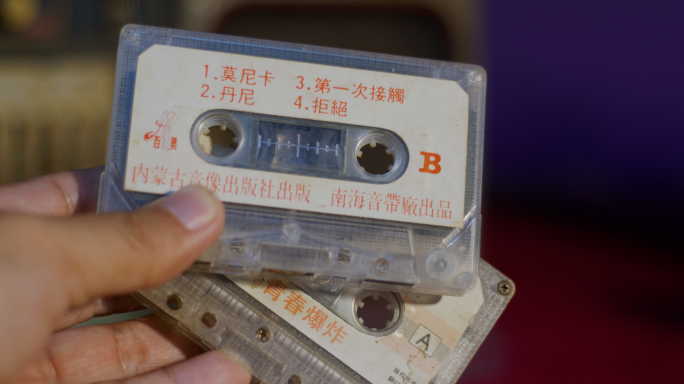 1.莫尼卡 3.第一次接觸
2.丹尼 4.拒絕
B
内蒙古音像出版社出版 南海音帶廠出品
青春爆炸
A